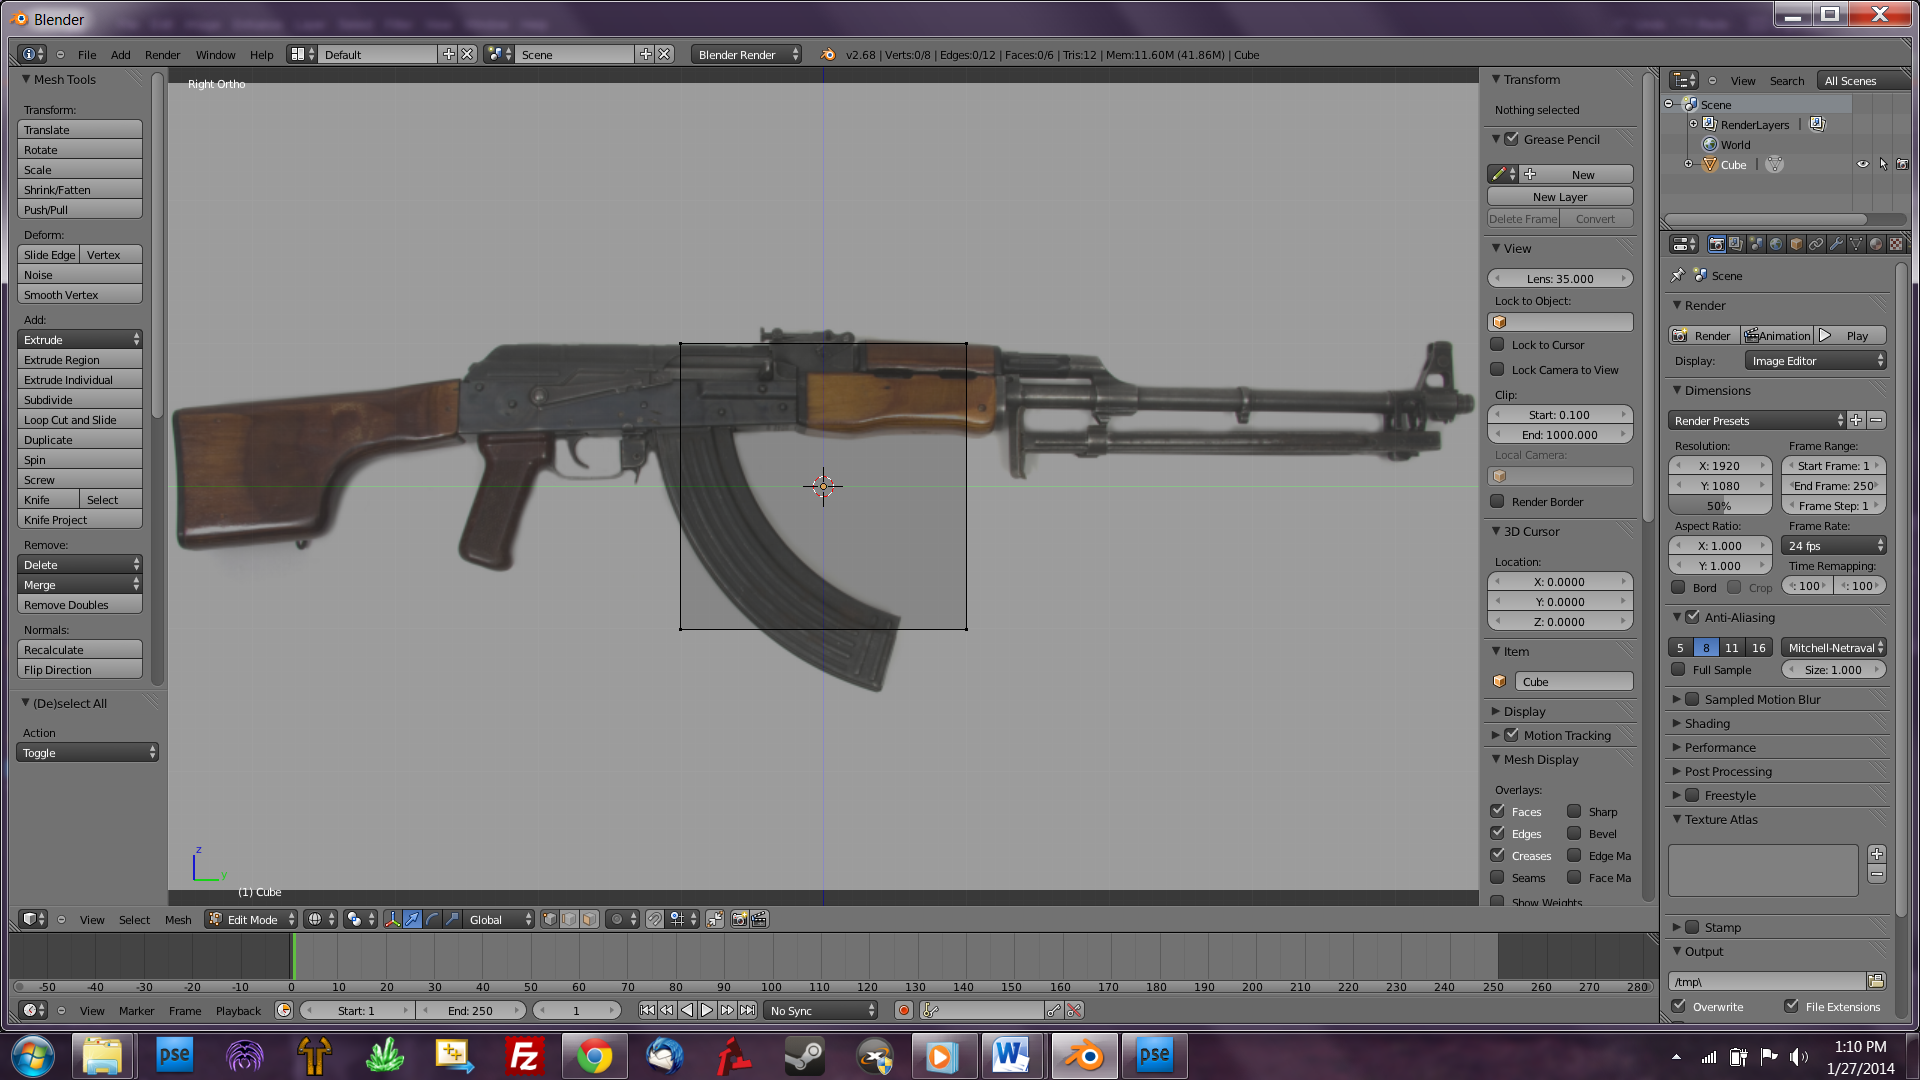 Blender
File Add Render Window Help Default Scene Blender Render v2.68 | Verts:0/8 | Edges:0/12 | Faces:0/6 | Tris:12 | Mem:11.60M (41.86M) | Cube
Mesh Tools
Transform:
Translate
Rotate
Scale
Shrink/Fatten
Push/Pull
Deform:
Slide Edge Vertex
Noise
Smooth Vertex
Add:
Extrude
Extrude Region
Extrude Individual
Subdivide
Loop Cut and Slide
Duplicate
Spin
Screw
Knife Select
Knife Project
Remove:
Delete
Merge
Remove Doubles
Normals:
Recalculate
Flip Direction
(De)select All
Action
Toggle
Right Ortho
z
y
(1) Cube
Transform
Nothing selected
Grease Pencil
New
New Layer
Delete Frame Convert
View
Lens: 35.000
Lock to Object:
Lock to Cursor
Lock Camera to View
Clip:
Start: 0.100
End: 1000.000
Local Camera:
Render Border
3D Cursor
Location:
X: 0.0000
Y: 0.0000
Z: 0.0000
Item
Cube
Display
Motion Tracking
Mesh Display
Overlays:
Faces Sharp
Edges Bevel
Creases Edge Ma
Seams Face Ma
Show Weights
View Search All Scenes
Scene
RenderLayers |
World
Cube |
Scene
Render
Render Animation Play
Display: Image Editor
Dimensions
Render Presets
Resolution: Frame Range:
X: 1920 Start Frame: 1
Y: 1080 End Frame: 250
50% Frame Step: 1
Aspect Ratio: Frame Rate:
X: 1.000 24 fps
Y: 1.000 Time Remapping:
Bord Crop : 100 : 100
Anti-Aliasing
5 8 11 16 Mitchell-Netraval
Full Sample Size: 1.000
Sampled Motion Blur
Shading
Performance
Post Processing
Freestyle
Texture Atlas
Stamp
Output
/tmp\
Overwrite File Extensions
View Select Mesh Edit Mode Global
-50 -40 -30 -20 -10 0 10 20 30 40 50 60 70 80 90 100 110 120 130 140 150 160 170 180 190 200 210 220 230 240 250 260 270 280
View Marker Frame Playback Start: 1 End: 250 1 No Sync
pse Fz W pse
1:10 PM
1/27/2014